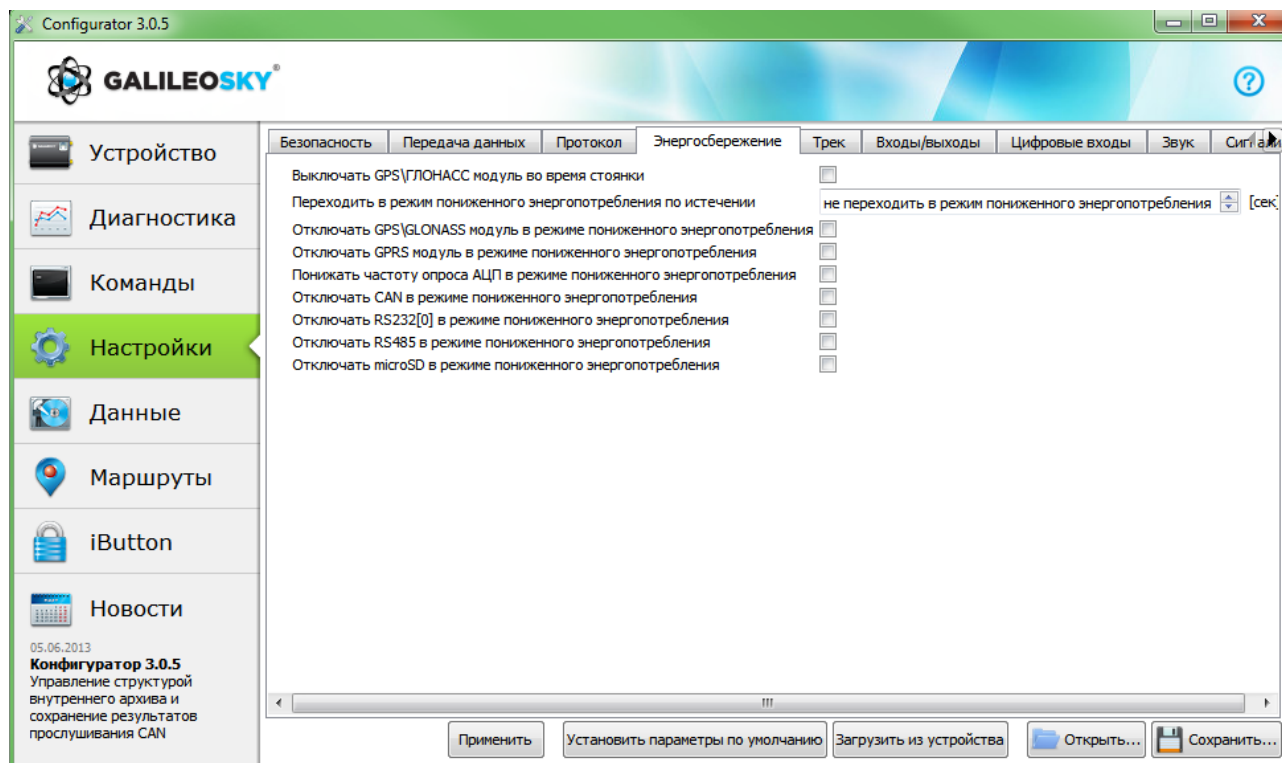 Configurator 3.0.5
GALILEOSKY®
Устройство
Диагностика
Команды
Настройки
Данные
Маршруты
iButton
Новости
05.06.2013
Конфигуратор 3.0.5
Управление структурой
внутреннего архива и
сохранение результатов
прослушивания CAN
Безопасность Передача данных Протокол Энергосбережение Трек Входы/выходы Цифровые входы Звук
Выключать GPS\ГЛОНАСС модуль во время стоянки
Переходить в режим пониженного энергопотребления по истечении не переходить в режим пониженного энергопотребления [сек]
Отключать GPS\GLONASS модуль в режиме пониженного энергопотребления
Отключать GPRS модуль в режиме пониженного энергопотребления
Понижать частоту опроса АЦП в режиме пониженного энергопотребления
Отключать CAN в режиме пониженного энергопотребления
Отключать RS232[0] в режиме пониженного энергопотребления
Отключать RS485 в режиме пониженного энергопотребления
Отключать microSD в режиме пониженного энергопотребления
Применить Установить параметры по умолчанию Загрузить из устройства Открыть... Сохранить...